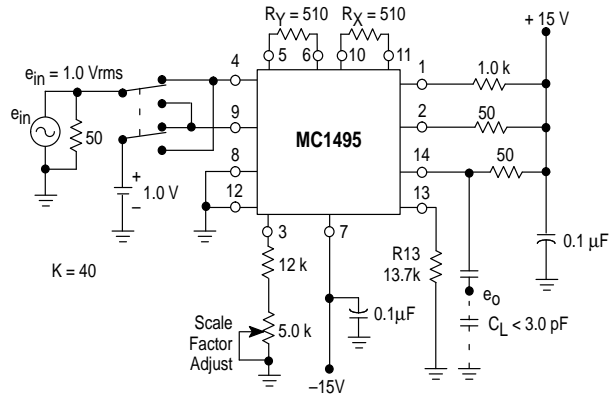 R_Y = 510
R_X = 510
+ 15 V
e_in = 1.0 Vrms
4
5
6
10
11
1
1.0 k
e_in
50
9
MC1495
2
50
+
1.0 V
–
8
12
14
50
13
3
7
R13
13.7k
0.1 μF
K = 40
12 k
e_o
C_L < 3.0 pF
Scale
Factor
Adjust
5.0 k
0.1μF
–15V